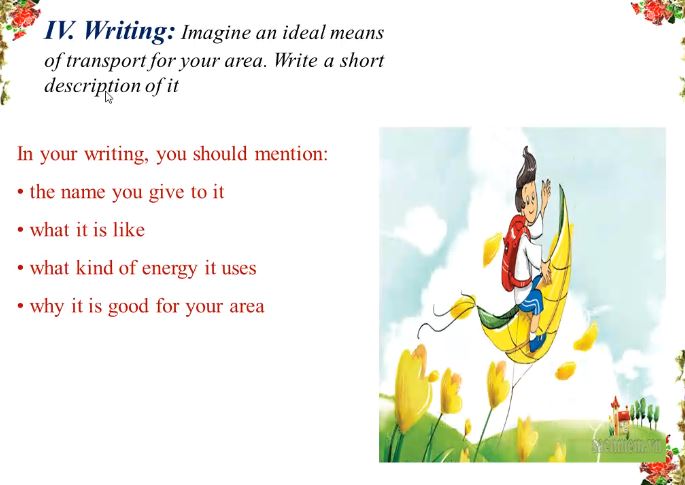 IV. Writing: Imagine an ideal means
of transport for your area. Write a short
description of it
In your writing, you should mention:
• the name you give to it
• what it is like
• what kind of energy it uses
• why it is good for your area